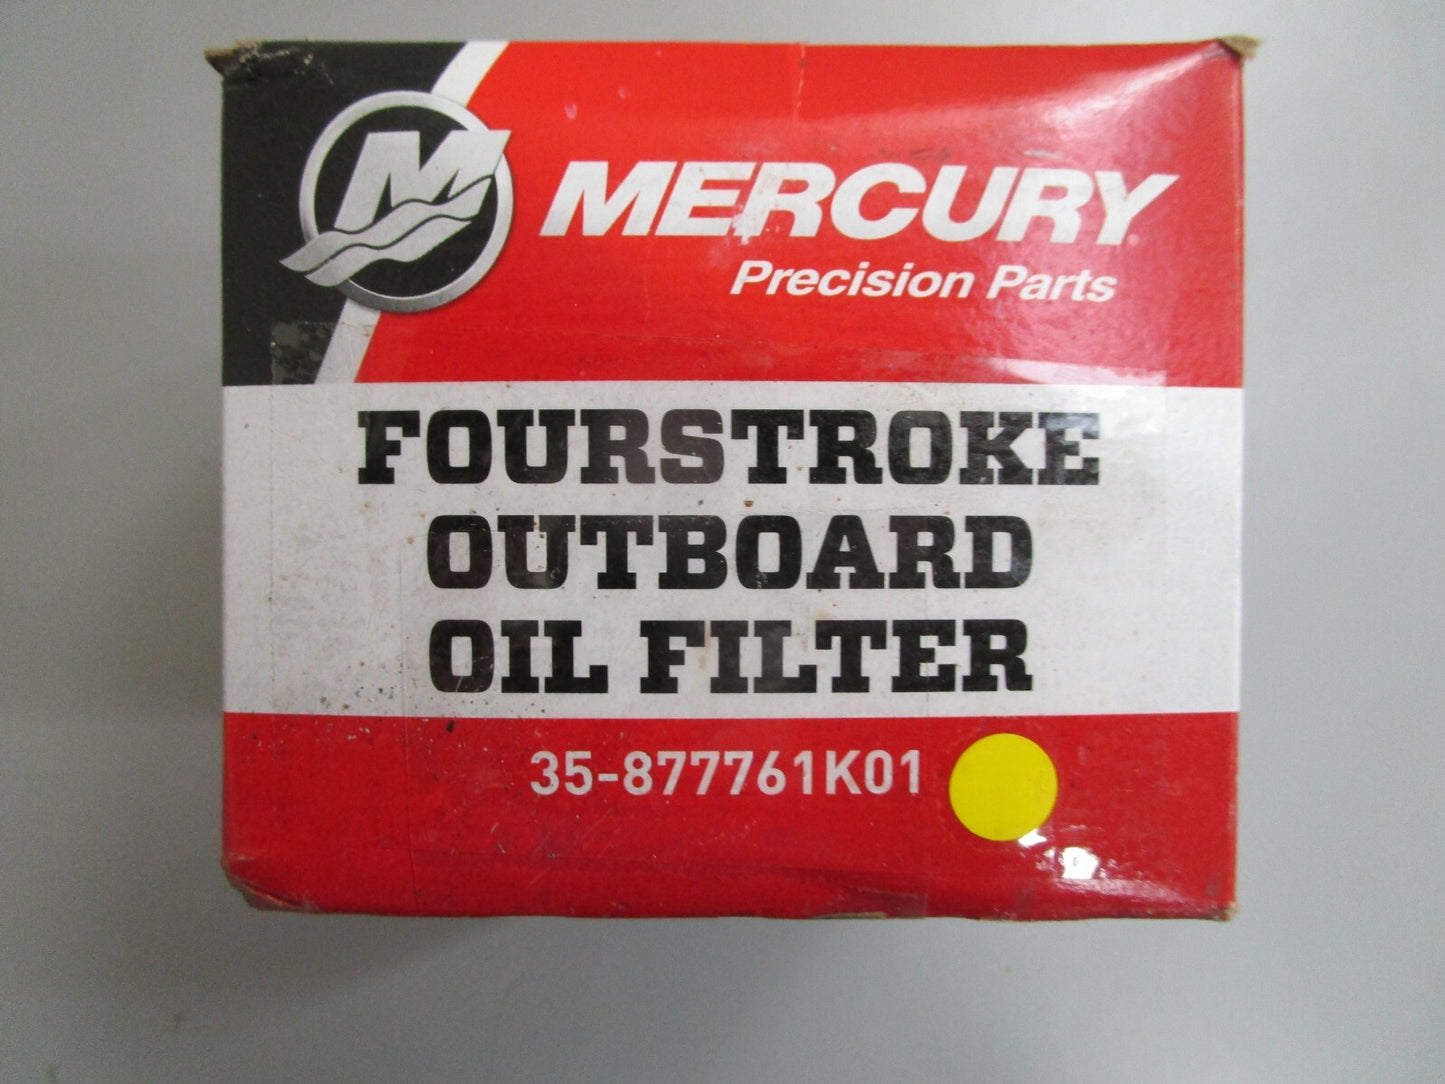 M
MERCURY
Precision Parts
FOURSTROKE
OUTBOARD
OIL FILTER
35-877761K01